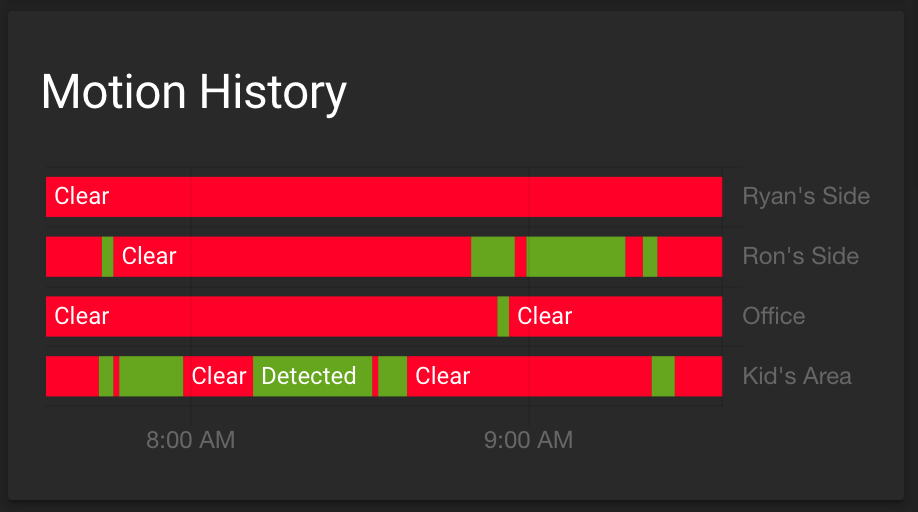 Motion History
Clear Ryan's Side
Clear Ron's Side
Clear Clear Office
Clear Detected Clear Kid's Area
8:00 AM 9:00 AM